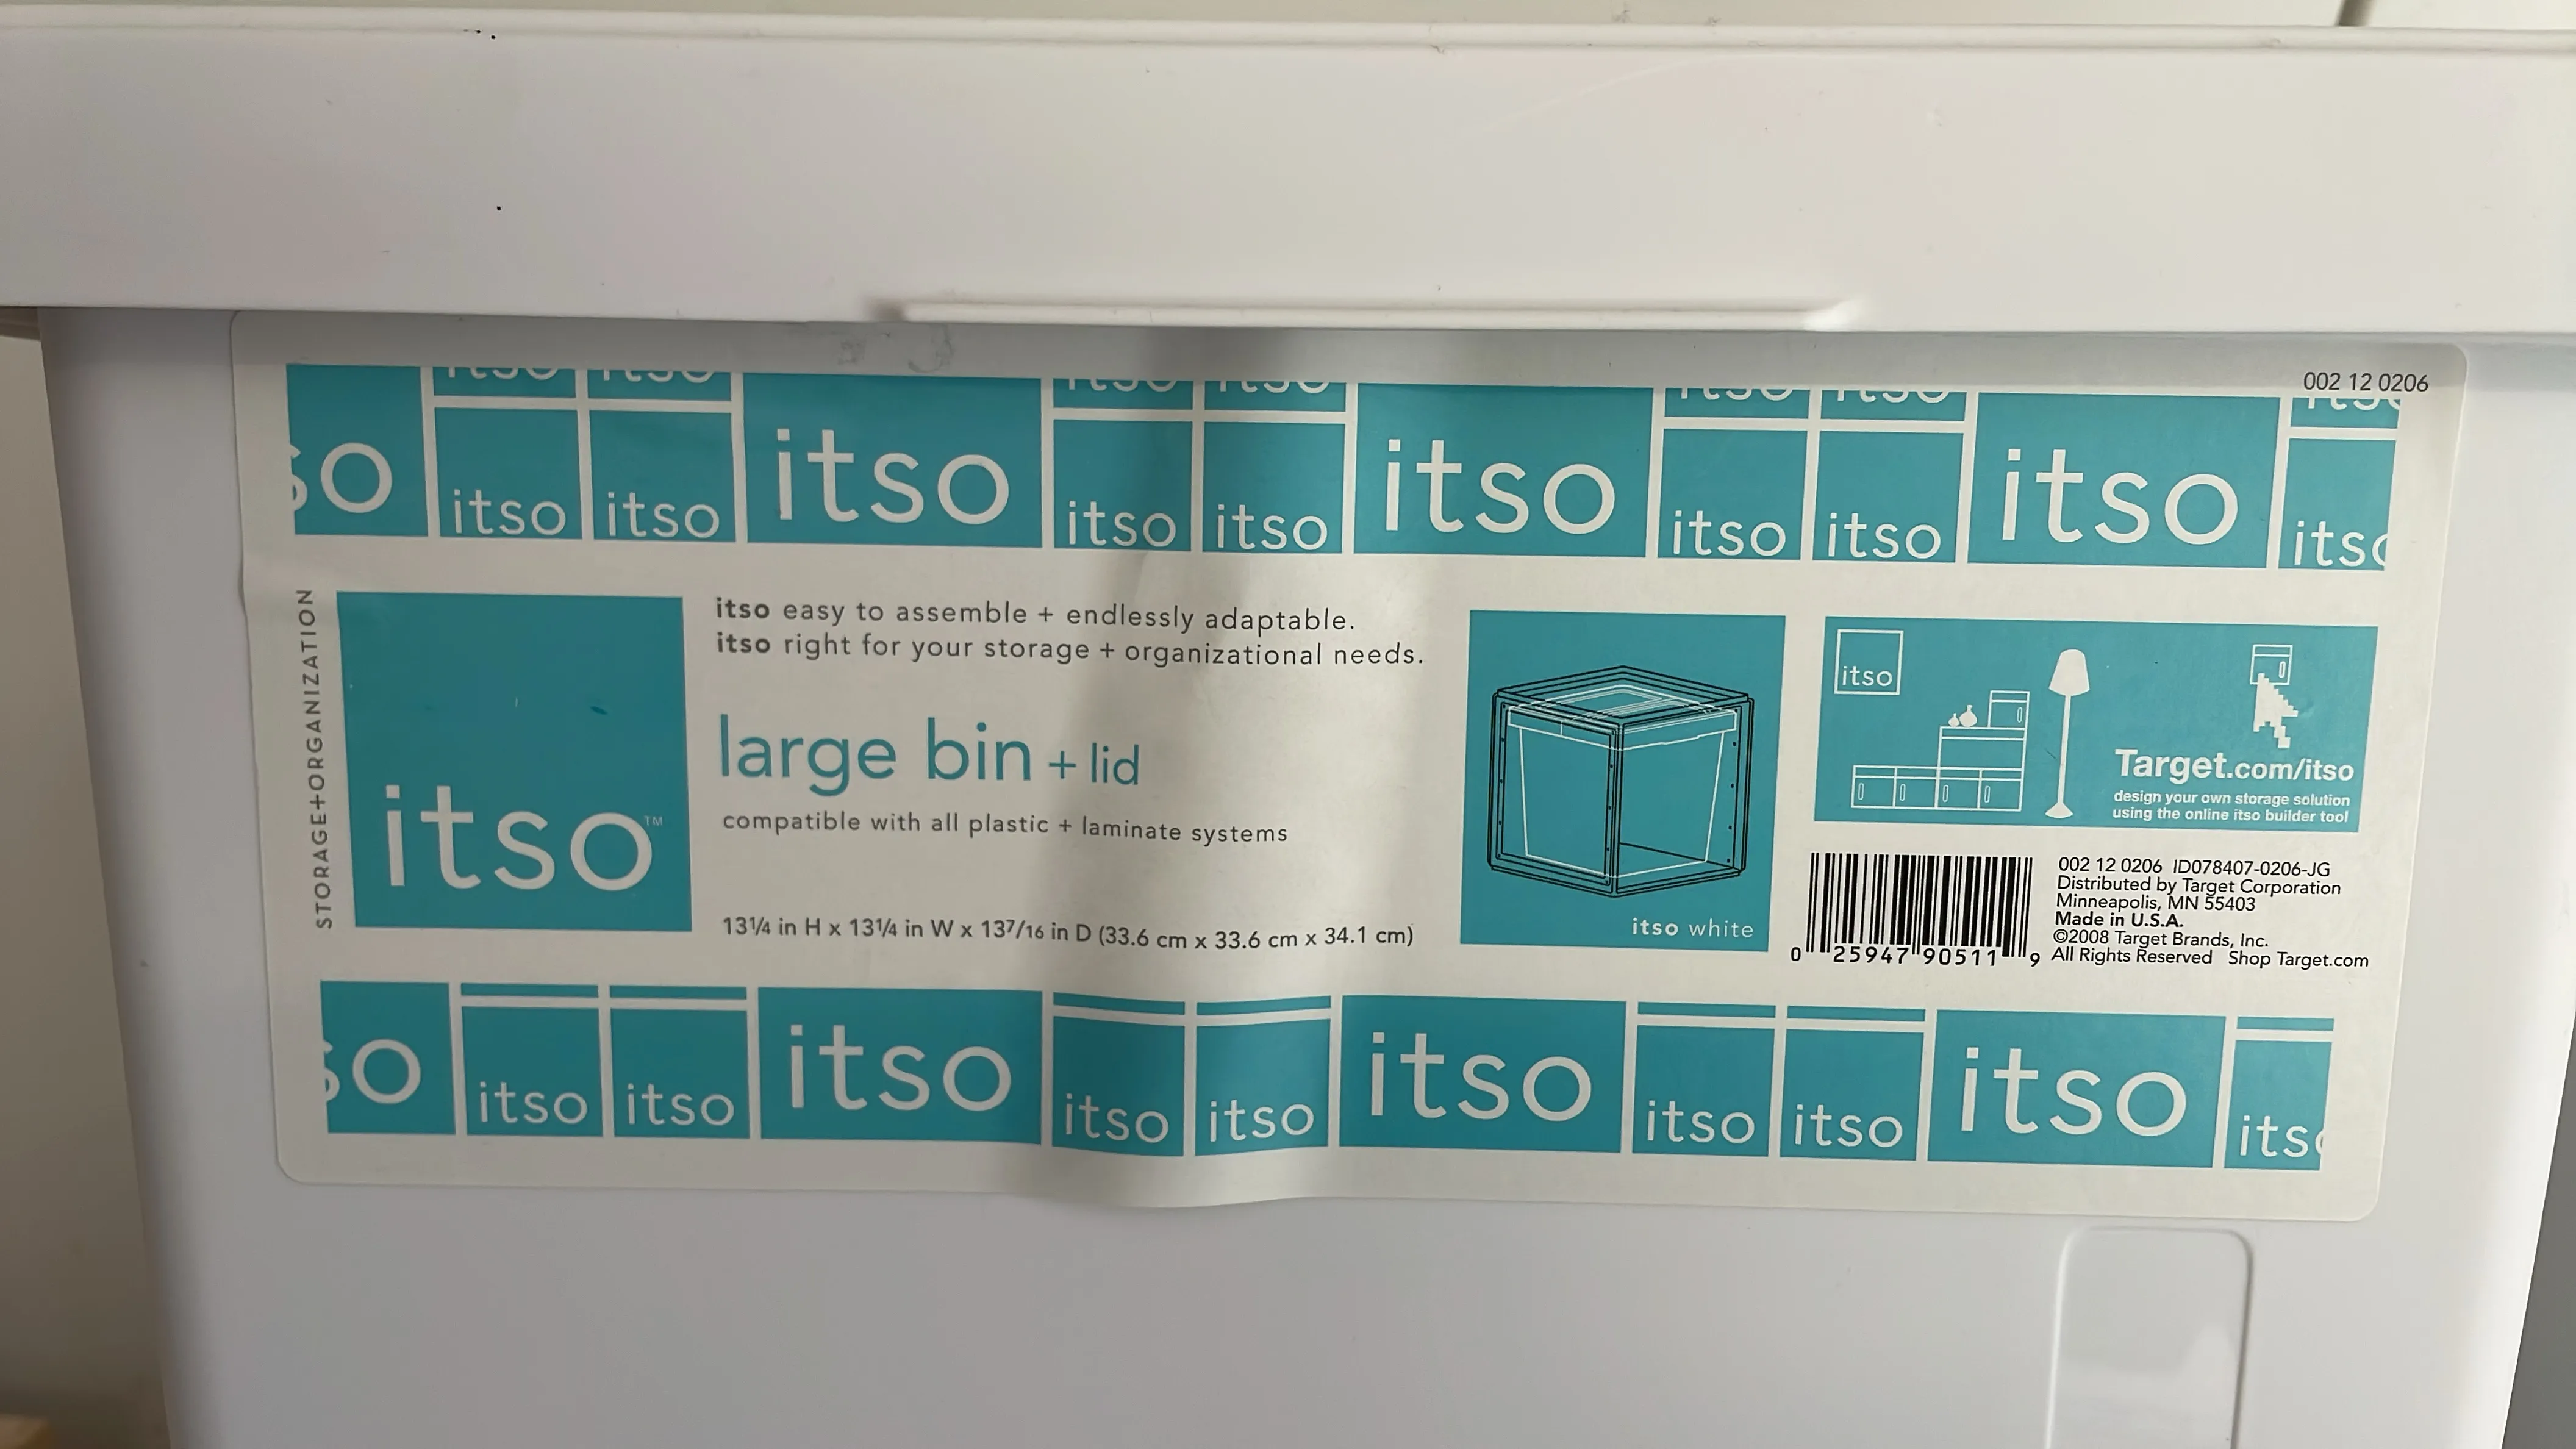 002 12 0206
itso itso itso itso itso itso itso itso itso
STORAGE+ORGANIZATION
itso™
itso easy to assemble + endlessly adaptable.
itso right for your storage + organizational needs.
large bin + lid
compatible with all plastic + laminate systems
13¼ in H x 13¼ in W x 137/16 in D (33.6 cm x 33.6 cm x 34.1 cm)
itso white
itso
Target.com/itso
design your own storage solution
using the online itso builder tool
0 25947 90511 9
002 12 0206 ID078407-0206-JG
Distributed by Target Corporation
Minneapolis, MN 55403
Made in U.S.A.
©2008 Target Brands, Inc.
All Rights Reserved Shop Target.com
itso itso itso itso itso itso itso itso itso